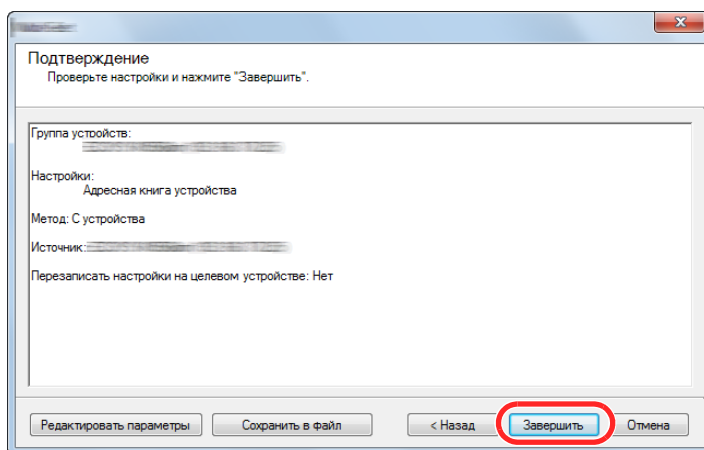 Подтверждение
Проверьте настройки и нажмите "Завершить".
Группа устройств:
Настройки:
Адресная книга устройства
Метод: С устройства
Источник:
Перезаписать настройки на целевом устройстве: Нет
Редактировать параметры Сохранить в файл < Назад Завершить Отмена